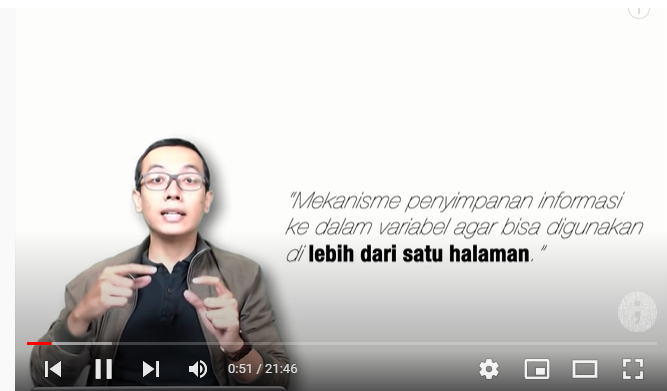 "Mekanisme penyimpanan informasi
ke dalam variabel agar bisa digunakan
di lebih dari satu halaman. "
0:51 / 21:46